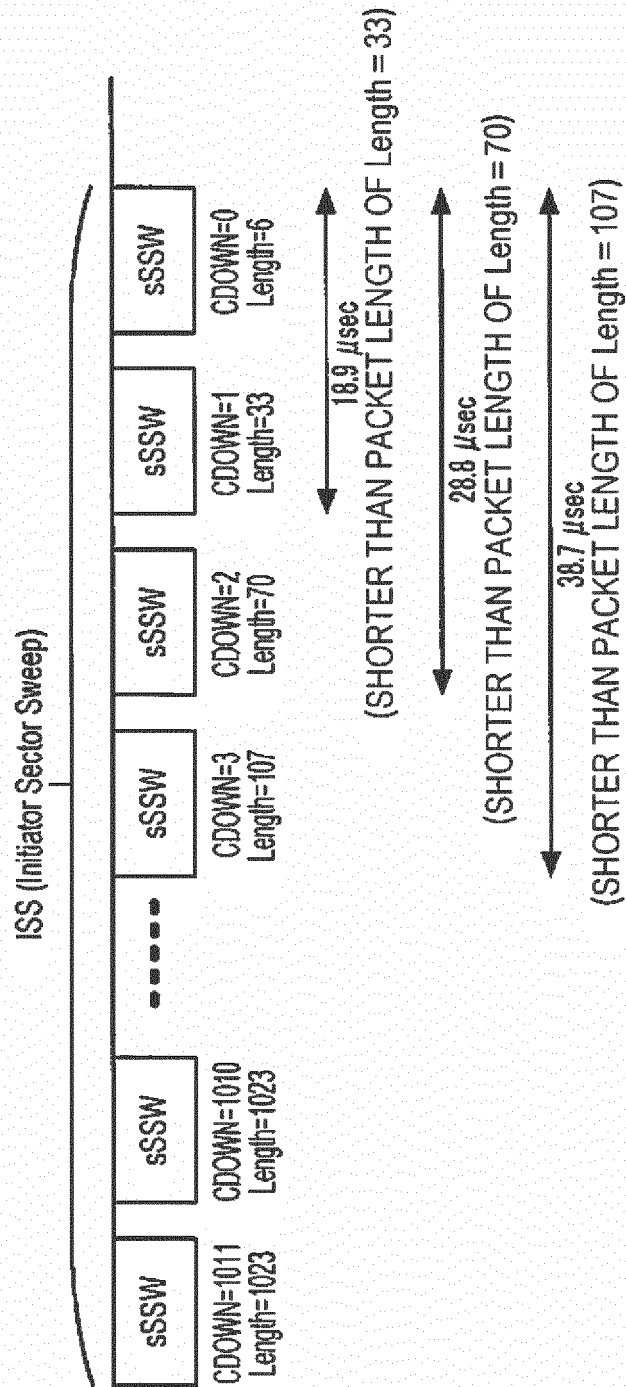 ISS (Initiator Sector Sweep)
sSSW
CDOWN=1011
Length=1023
sSSW
CDOWN=1010
Length=1023
sSSW
CDOWN=3
Length=107
sSSW
CDOWN=2
Length=70
sSSW
CDOWN=1
Length=33
sSSW
CDOWN=0
Length=6
18.9 μsec
(SHORTER THAN PACKET LENGTH OF Length = 33)
28.8 μsec
(SHORTER THAN PACKET LENGTH OF Length = 70)
38.7 μsec
(SHORTER THAN PACKET LENGTH OF Length = 107)